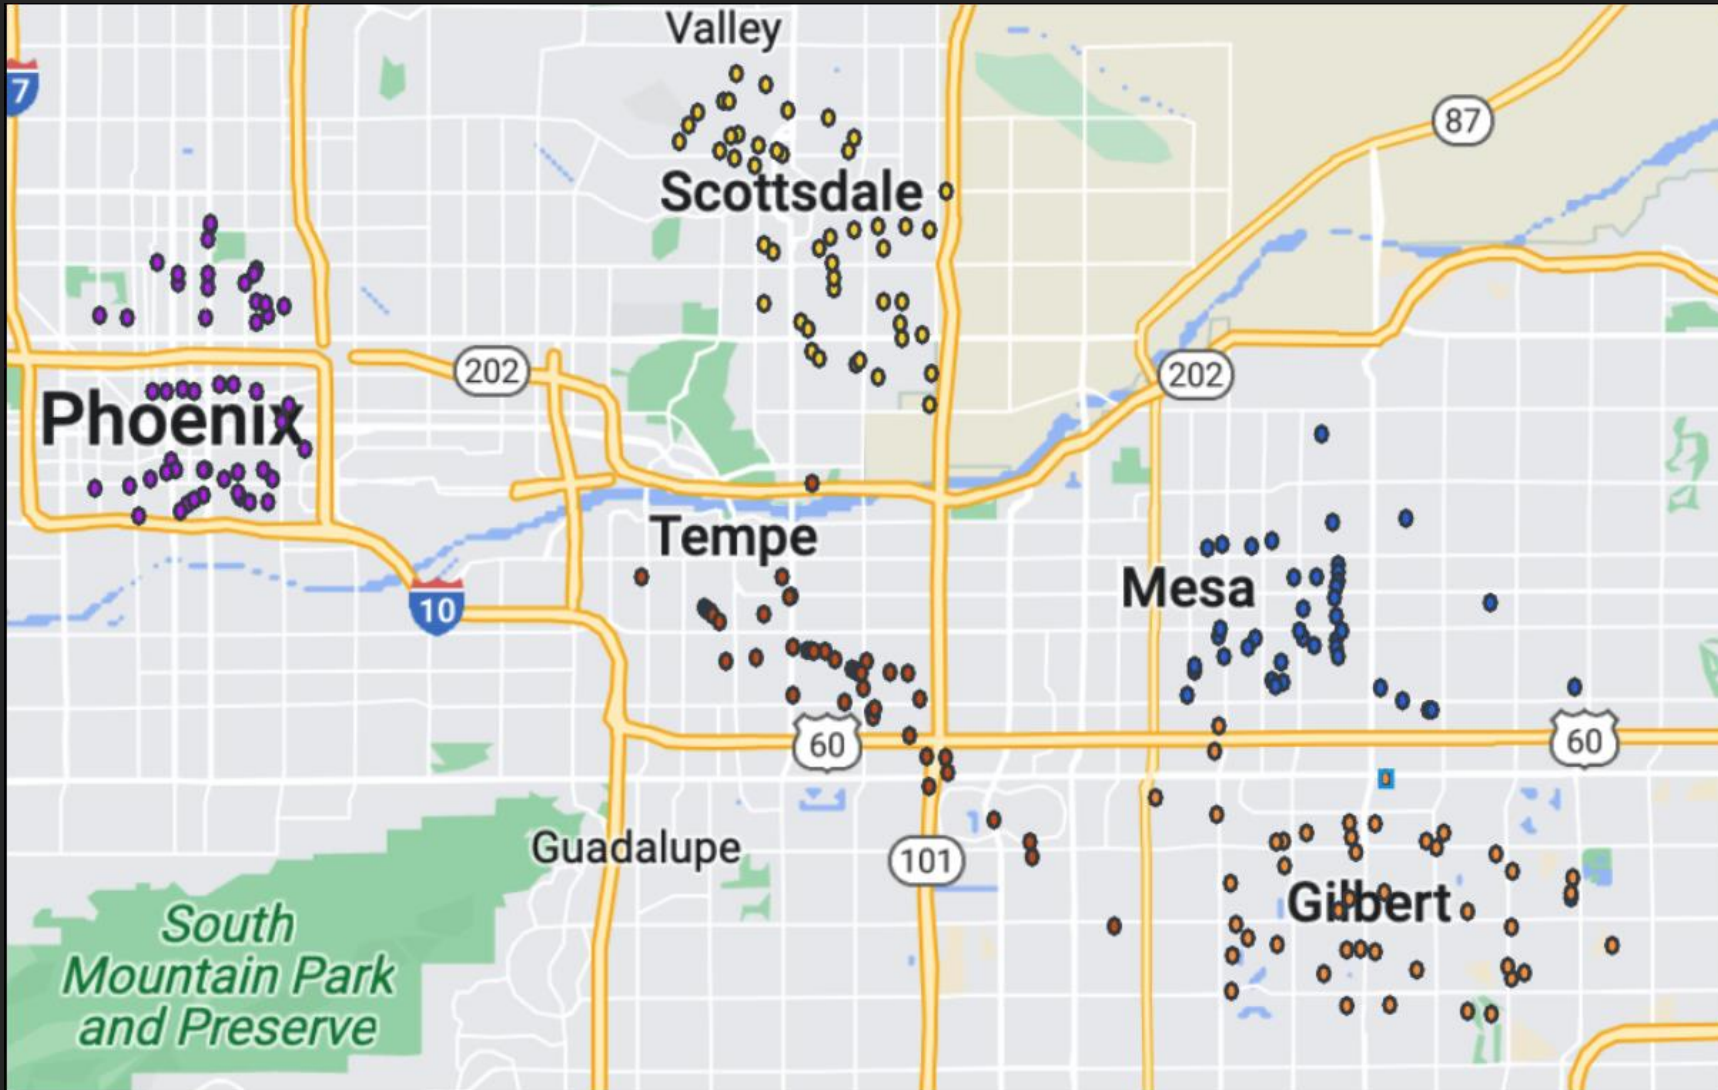 Valley
7
87
Scottsdale
202
202
Phoenix
Tempe
Mesa
10
60
60
Guadalupe
101
Gilbert
South
Mountain Park
and Preserve